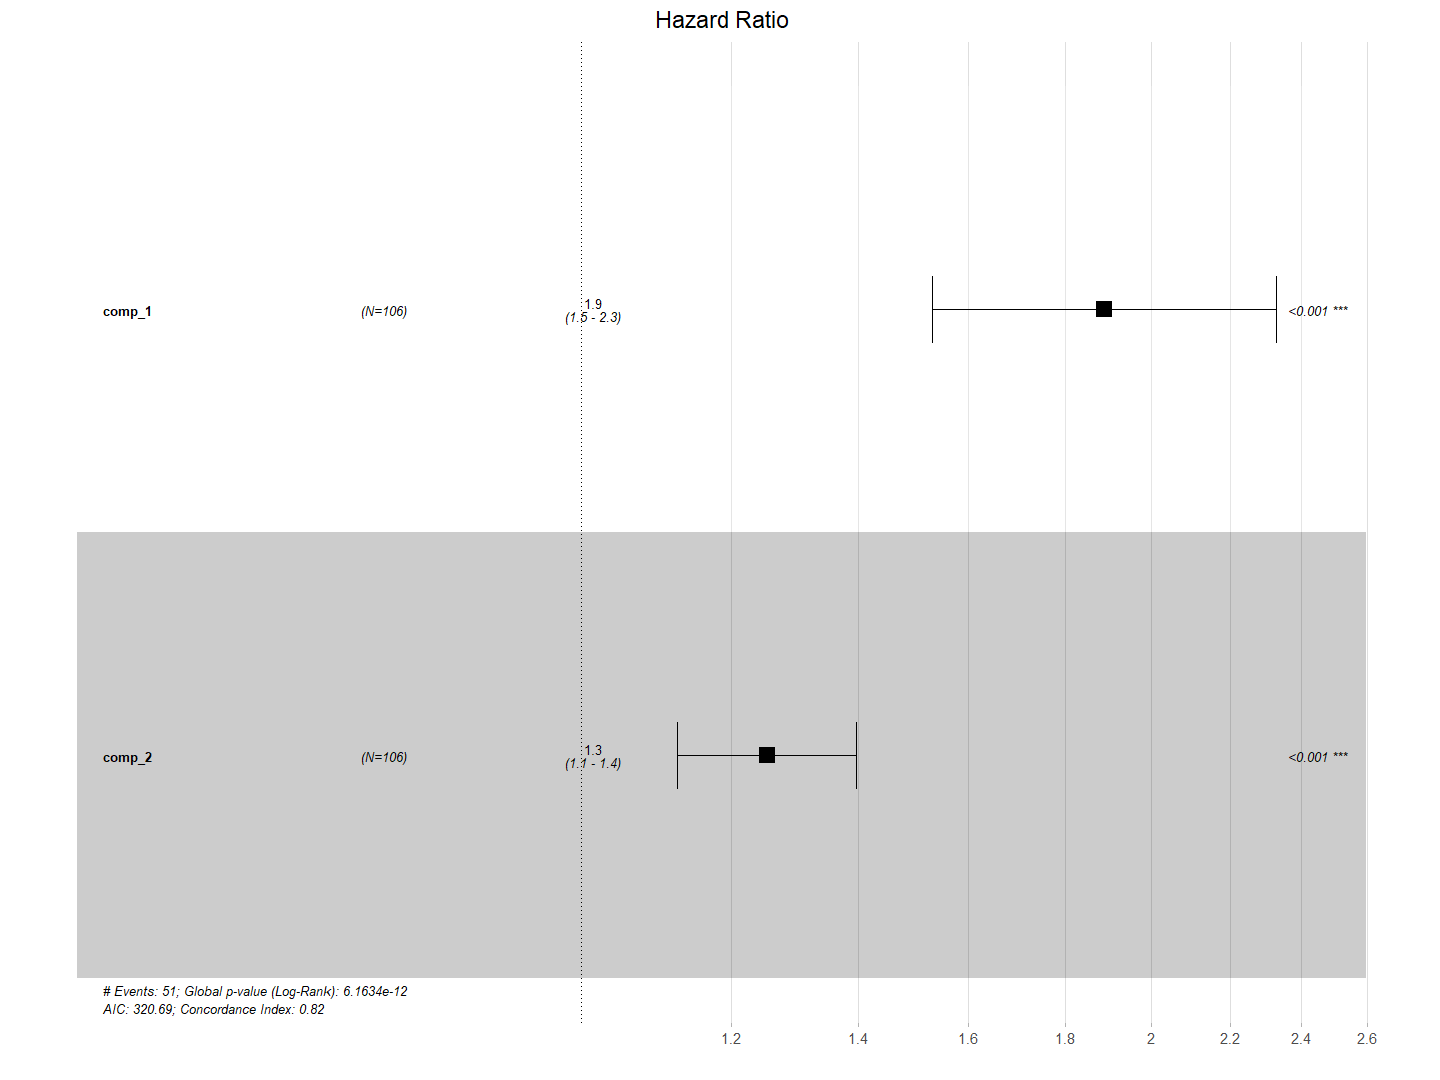 Hazard Ratio
comp_1 (N=106) 1.9 <0.001 ***
(1.5 - 2.3)
comp_2 (N=106) 1.3 <0.001 ***
(1.1 - 1.4)
# Events: 51; Global p-value (Log-Rank): 6.1634e-12
AIC: 320.69; Concordance Index: 0.82
1.2 1.4 1.6 1.8 2 2.2 2.4 2.6